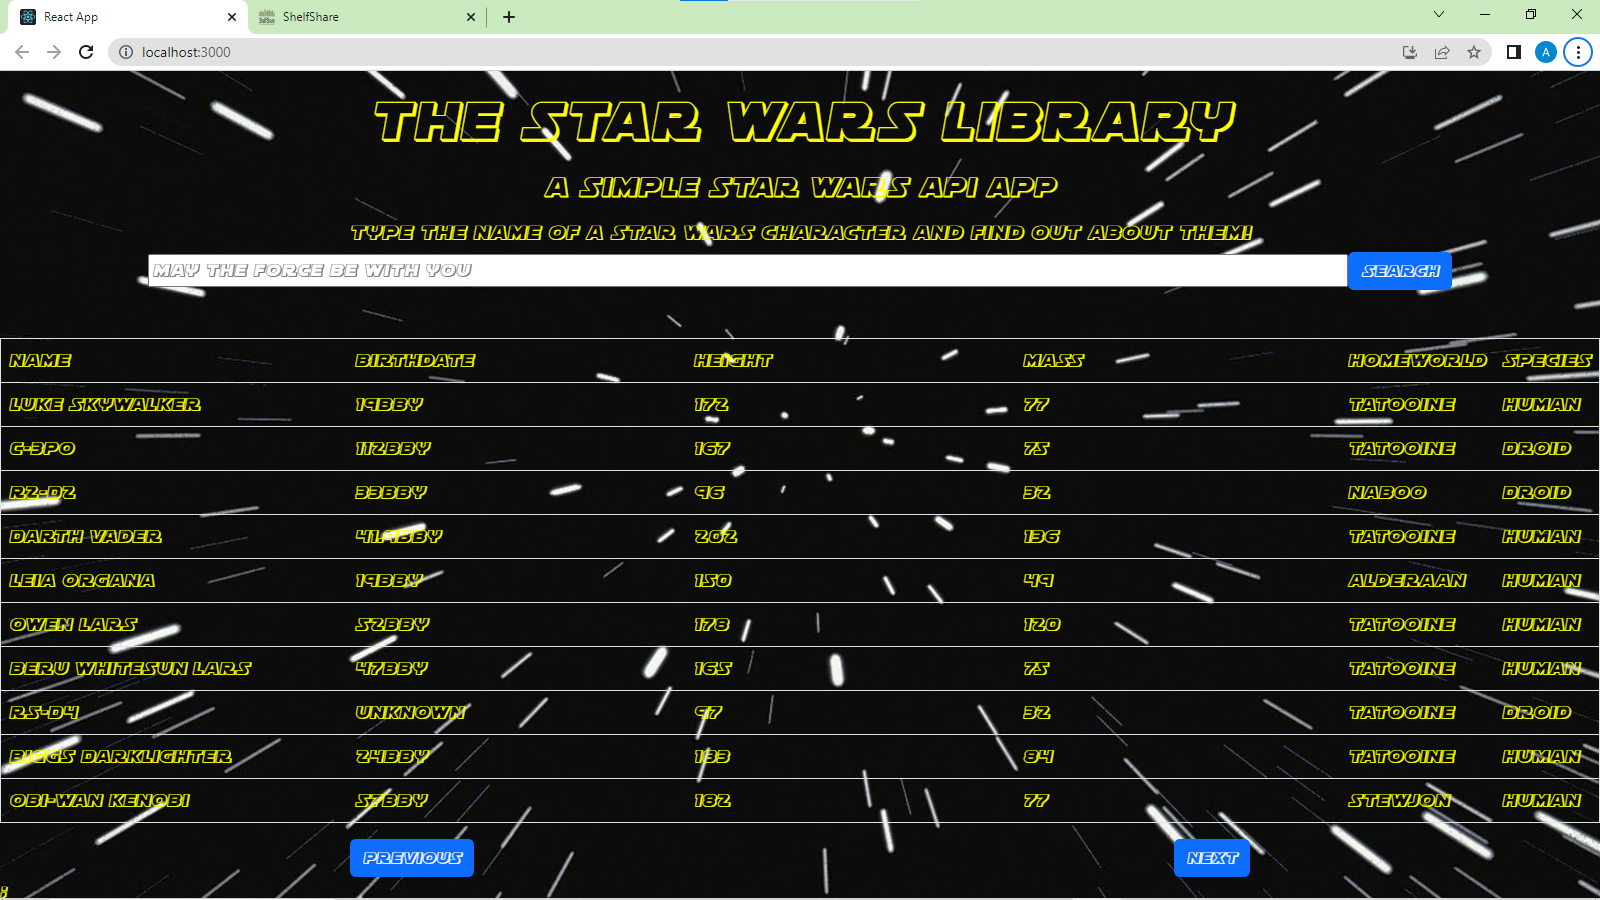 React App
ShelfShare
localhost:3000
A
THE STAR WARS LIBRARY
A SIMPLE STAR WARS API APP
TYPE THE NAME OF A STAR WARS CHARACTER AND FIND OUT ABOUT THEM!
MAY THE FORCE BE WITH YOU SEARCH
NAME BIRTHDATE HEIGHT MASS HOMEWORLD SPECIES
LUKE SKYWALKER 19BBY 172 77 TATOOINE HUMAN
C-3PO 112BBY 167 75 TATOOINE DROID
R2-D2 33BBY 96 32 NABOO DROID
DARTH VADER 41.9BBY 202 136 TATOOINE HUMAN
LEIA ORGANA 19BBY 150 49 ALDERAAN HUMAN
OWEN LARS 52BBY 178 120 TATOOINE HUMAN
BERU WHITESUN LARS 47BBY 165 75 TATOOINE HUMAN
R5-D4 UNKNOWN 97 32 TATOOINE DROID
BIGGS DARKLIGHTER 24BBY 183 84 TATOOINE HUMAN
OBI-WAN KENOBI 57BBY 182 77 STEWJON HUMAN
PREVIOUS NEXT
;